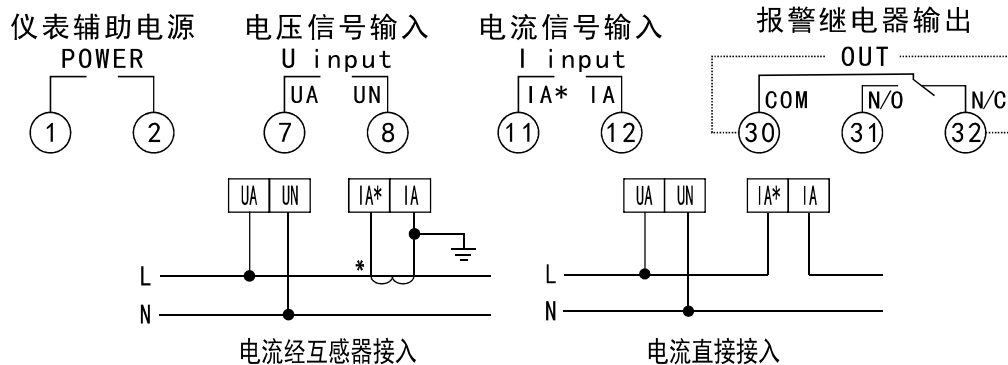 仪表辅助电源 电压信号输入 电流信号输入 报警继电器输出
POWER U input I input OUT
UA UN IA* IA COM N/O N/C
1 2 7 8 11 12 30 31 32
UA UN IA* IA UA UN IA* IA
*
L L
N N
电流经互感器接入 电流直接接入